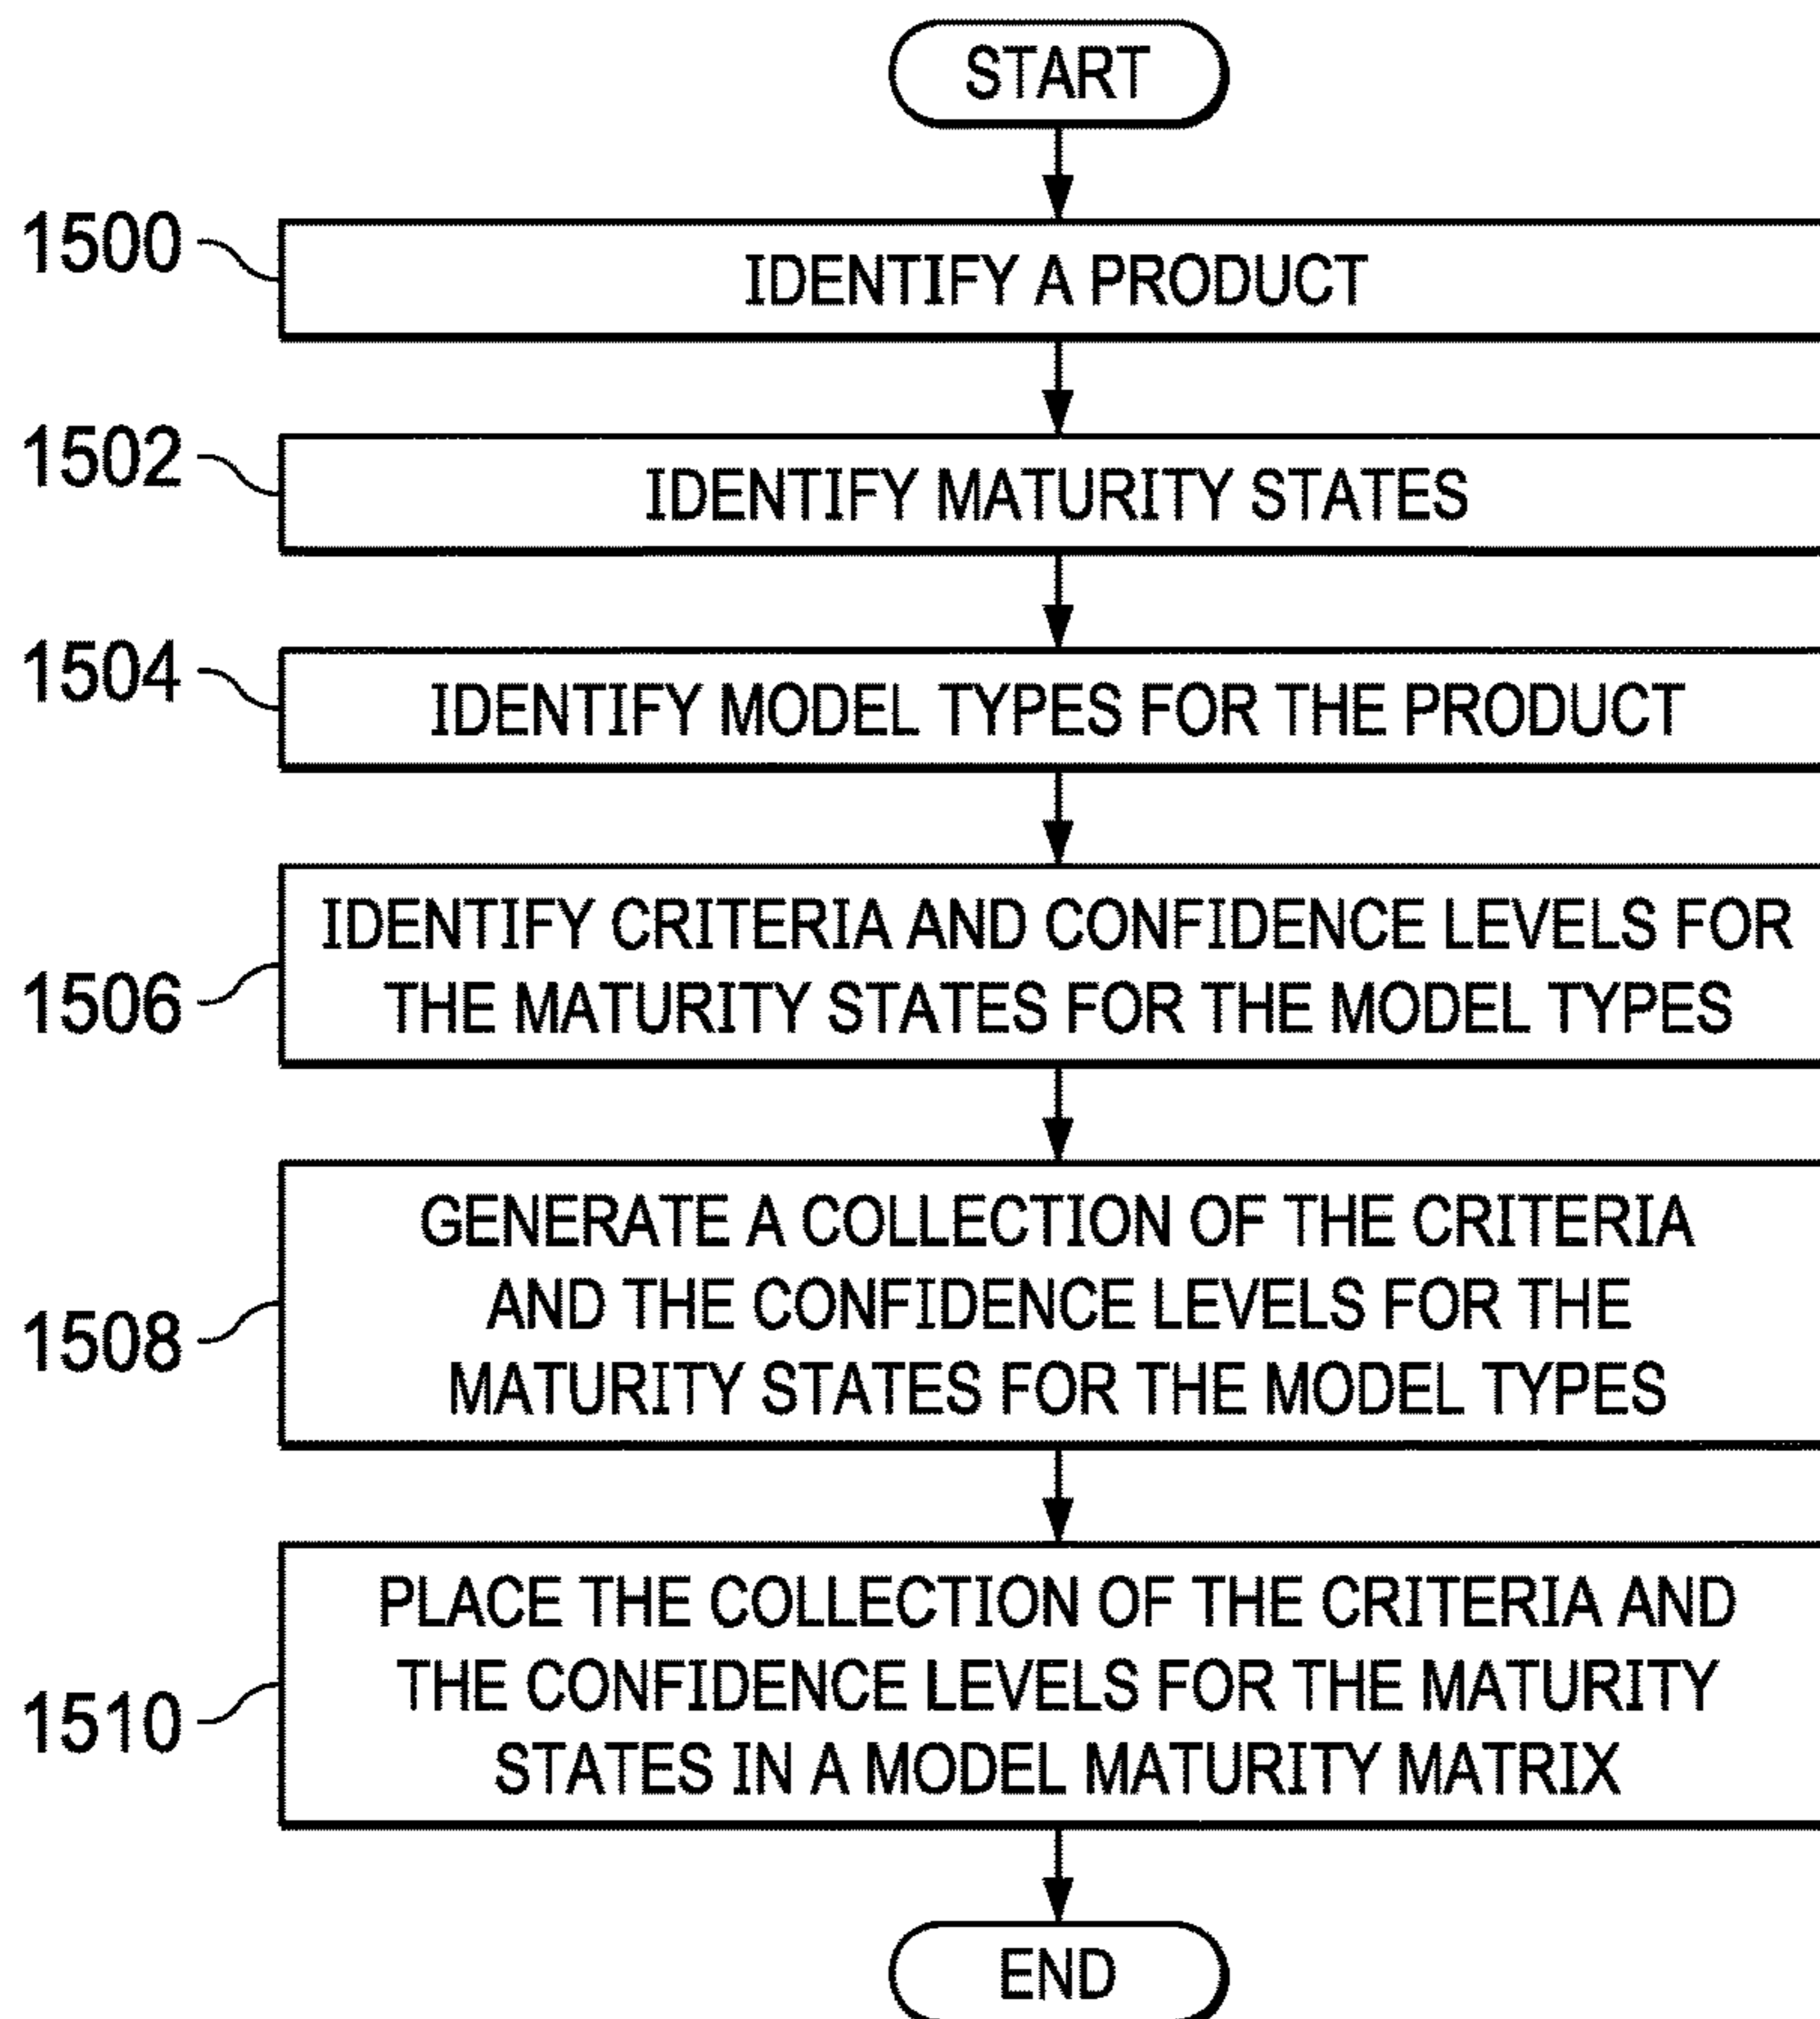 START
1500
IDENTIFY A PRODUCT
1502
IDENTIFY MATURITY STATES
1504
IDENTIFY MODEL TYPES FOR THE PRODUCT
1506
IDENTIFY CRITERIA AND CONFIDENCE LEVELS FOR
THE MATURITY STATES FOR THE MODEL TYPES
1508
GENERATE A COLLECTION OF THE CRITERIA
AND THE CONFIDENCE LEVELS FOR THE
MATURITY STATES FOR THE MODEL TYPES
1510
PLACE THE COLLECTION OF THE CRITERIA AND
THE CONFIDENCE LEVELS FOR THE MATURITY
STATES IN A MODEL MATURITY MATRIX
END